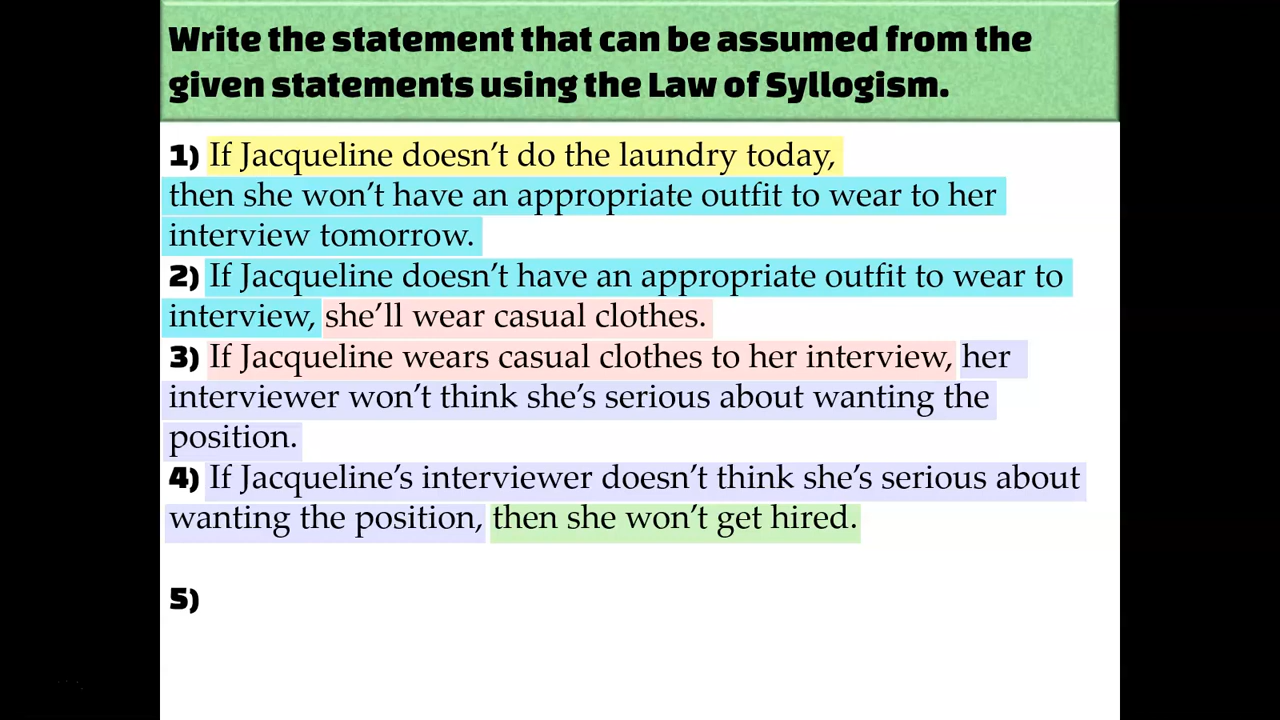 Write the statement that can be assumed from the
given statements using the Law of Syllogism.
1) If Jacqueline doesn’t do the laundry today,
then she won’t have an appropriate outfit to wear to her
interview tomorrow.
2) If Jacqueline doesn’t have an appropriate outfit to wear to
interview, she’ll wear casual clothes.
3) If Jacqueline wears casual clothes to her interview, her
interviewer won’t think she’s serious about wanting the
position.
4) If Jacqueline’s interviewer doesn’t think she’s serious about
wanting the position, then she won’t get hired.
5)